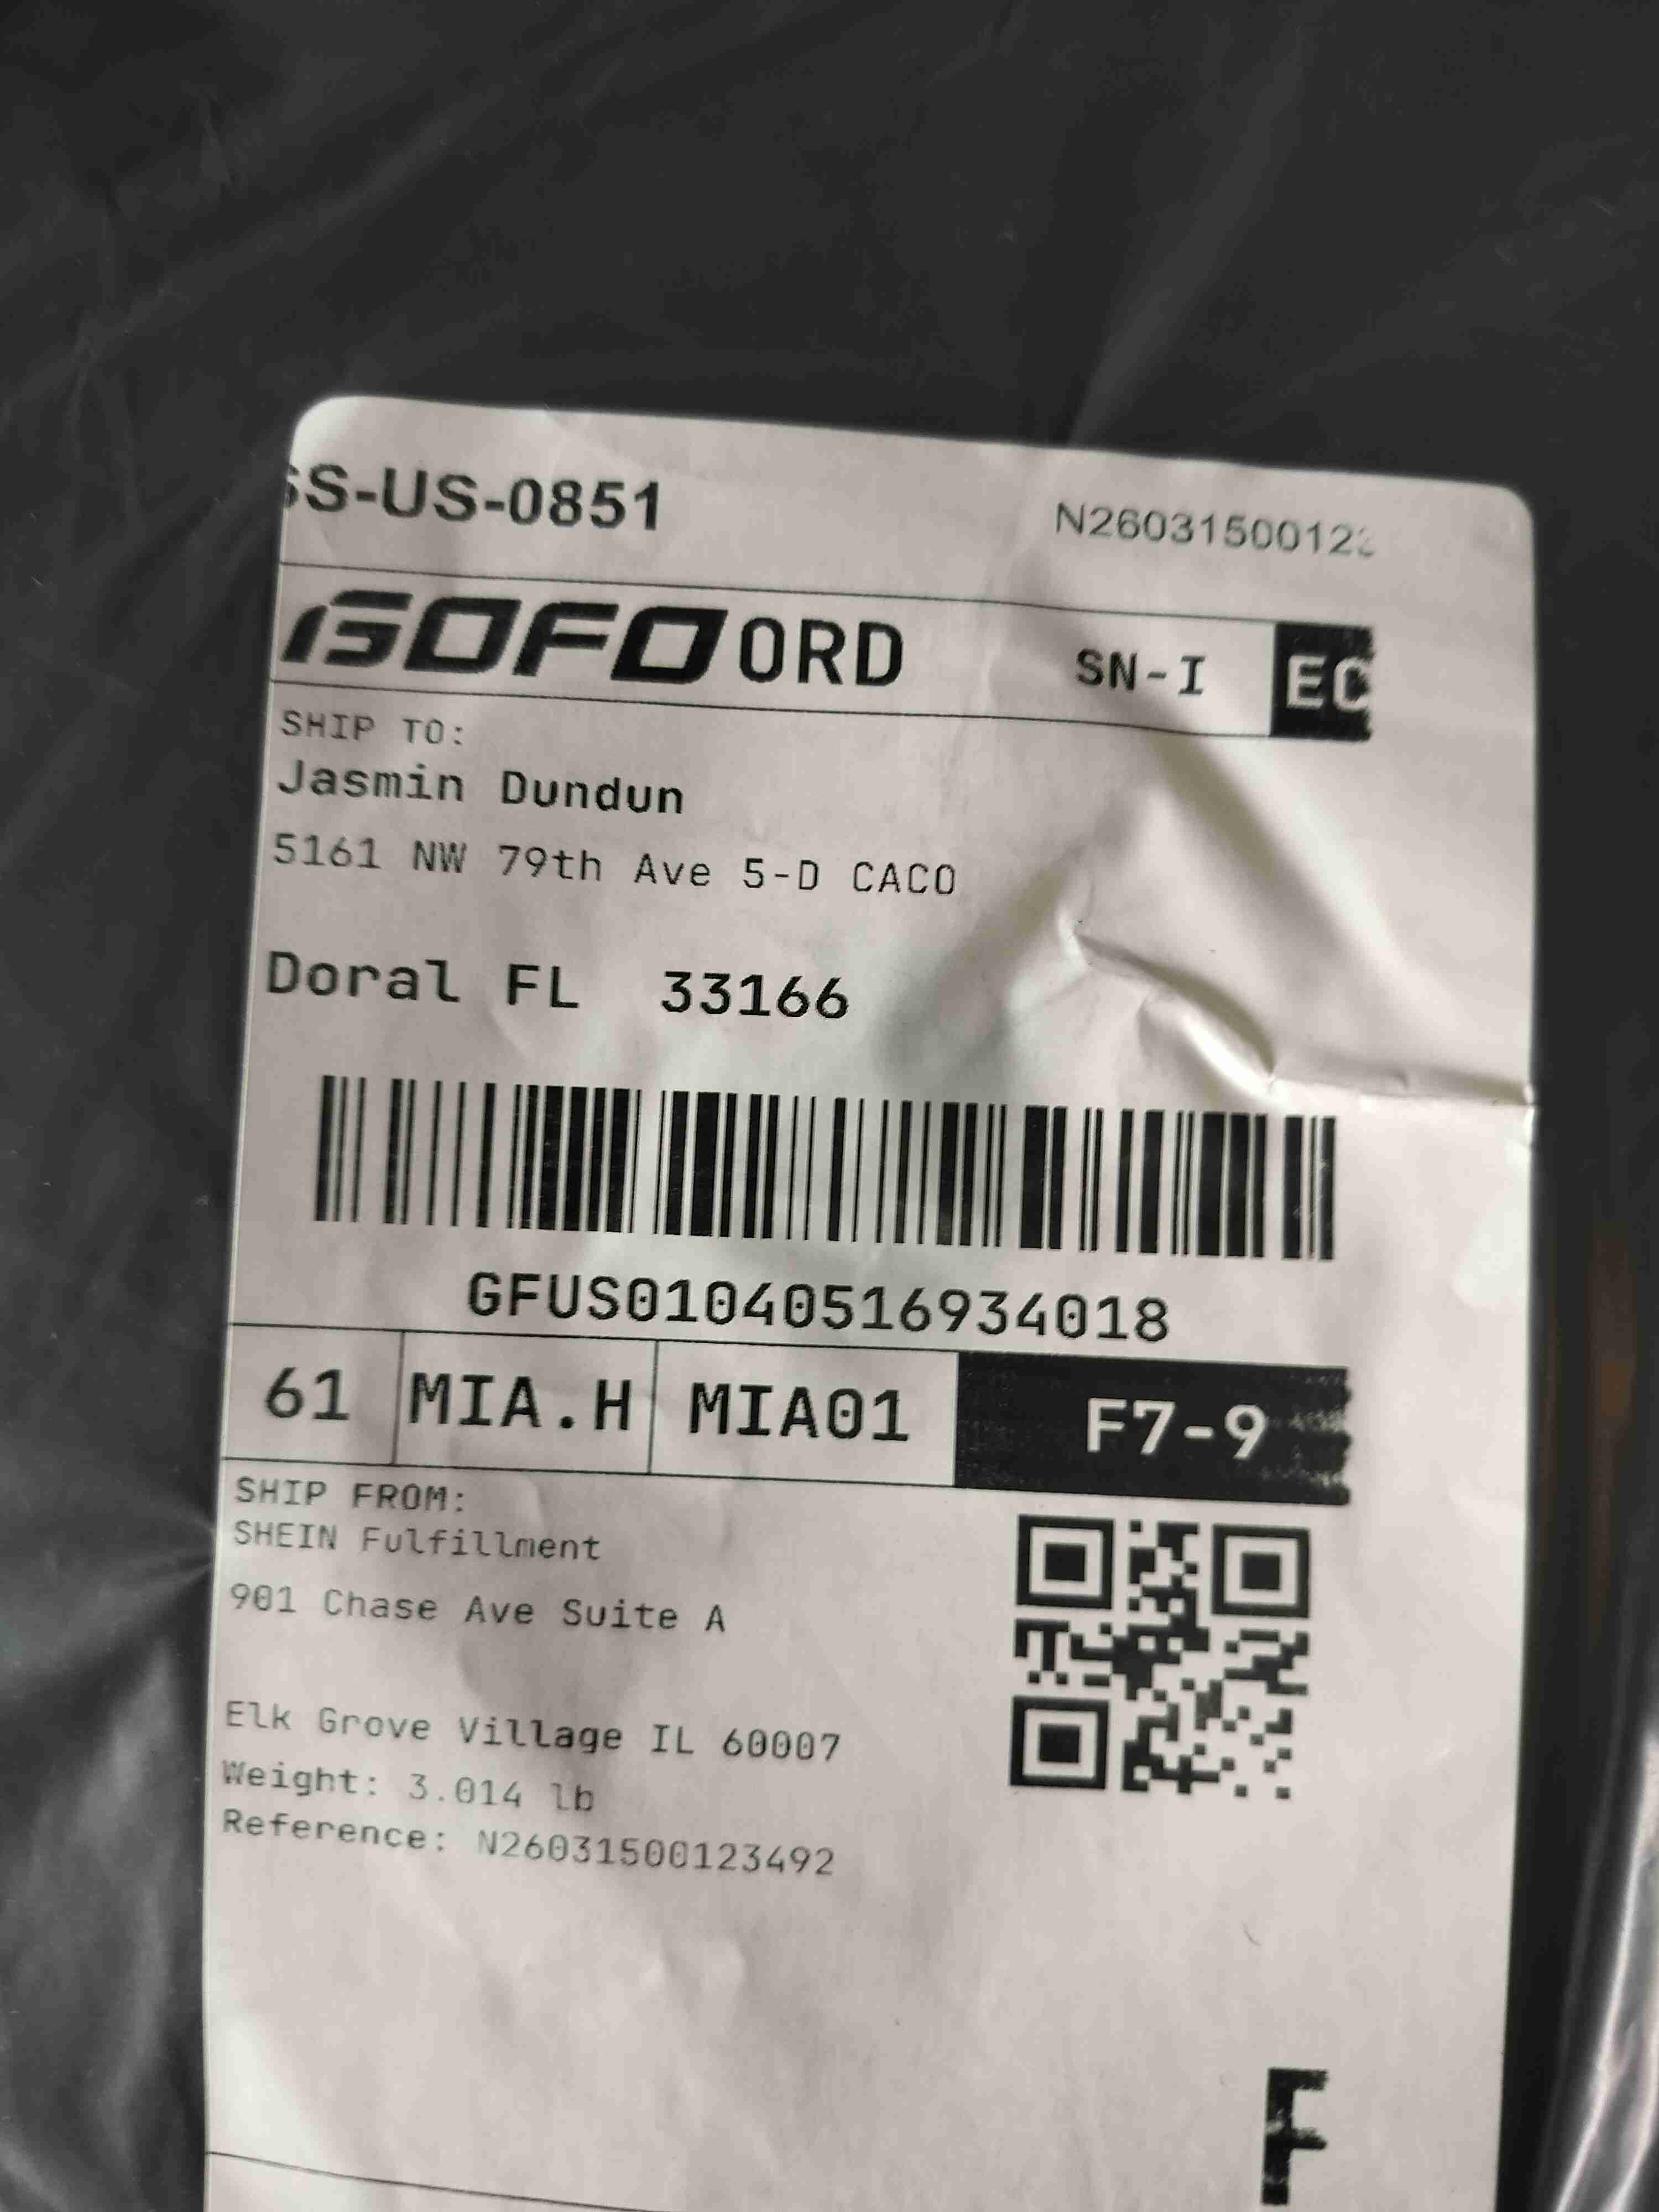 SS-US-0851
N26031500123
GOFO ORD SN-I EC
SHIP TO:
Jasmin Dundun
5161 NW 79th Ave 5-D CACO
Doral FL 33166
GFUS01040516934018
61 MIA.H MIA01 F7-9
SHIP FROM:
SHEIN Fulfillment
901 Chase Ave Suite A
Elk Grove Village IL 60007
Weight: 3.014 lb
Reference: N26031500123492
F